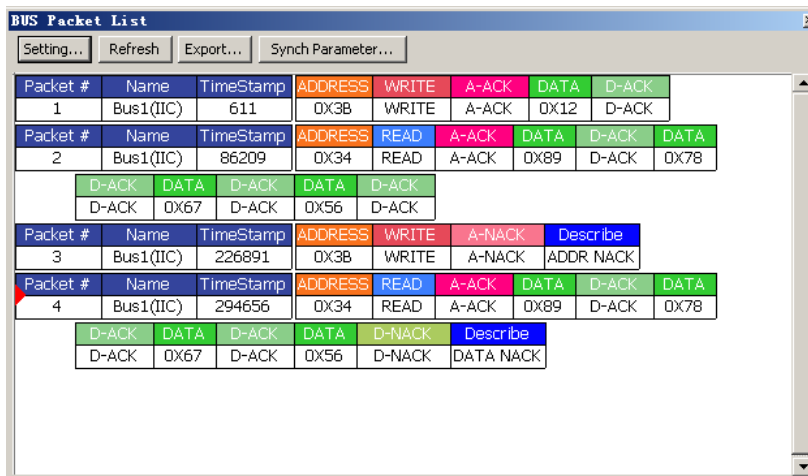 BUS Packet List
Setting... Refresh Export... Synch Parameter...
Packet # Name TimeStamp ADDRESS WRITE A-ACK DATA D-ACK
1 Bus1(IIC) 611 0X3B WRITE A-ACK 0X12 D-ACK
Packet # Name TimeStamp ADDRESS READ A-ACK DATA D-ACK DATA
2 Bus1(IIC) 86209 0X34 READ A-ACK 0X89 D-ACK 0X78
D-ACK DATA D-ACK DATA D-ACK
D-ACK 0X67 D-ACK 0X56 D-ACK
Packet # Name TimeStamp ADDRESS WRITE A-NACK Describe
3 Bus1(IIC) 226891 0X3B WRITE A-NACK ADDR NACK
Packet # Name TimeStamp ADDRESS READ A-ACK DATA D-ACK DATA
4 Bus1(IIC) 294656 0X34 READ A-ACK 0X89 D-ACK 0X78
D-ACK DATA D-ACK DATA D-NACK Describe
D-ACK 0X67 D-ACK 0X56 D-NACK DATA NACK